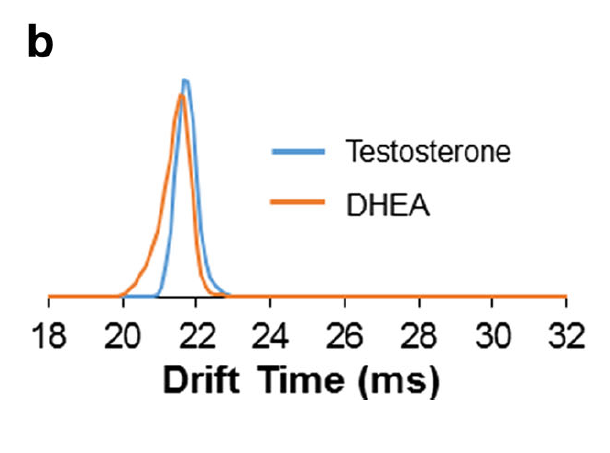 b
Testosterone
DHEA
18 20 22 24 26 28 30 32
Drift Time (ms)